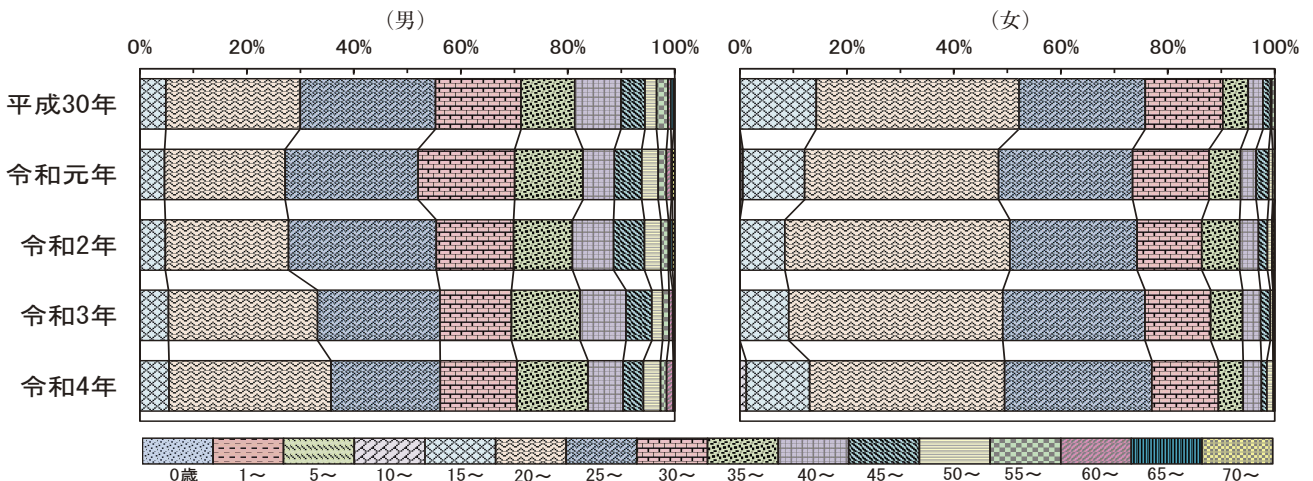 （男）
（女）
0% 20% 40% 60% 80% 100%
0% 20% 40% 60% 80% 100%
平成30年
令和元年
令和2年
令和3年
令和4年
0歳 1～ 5～ 10～ 15～ 20～ 25～ 30～ 35～ 40～ 45～ 50～ 55～ 60～ 65～ 70～